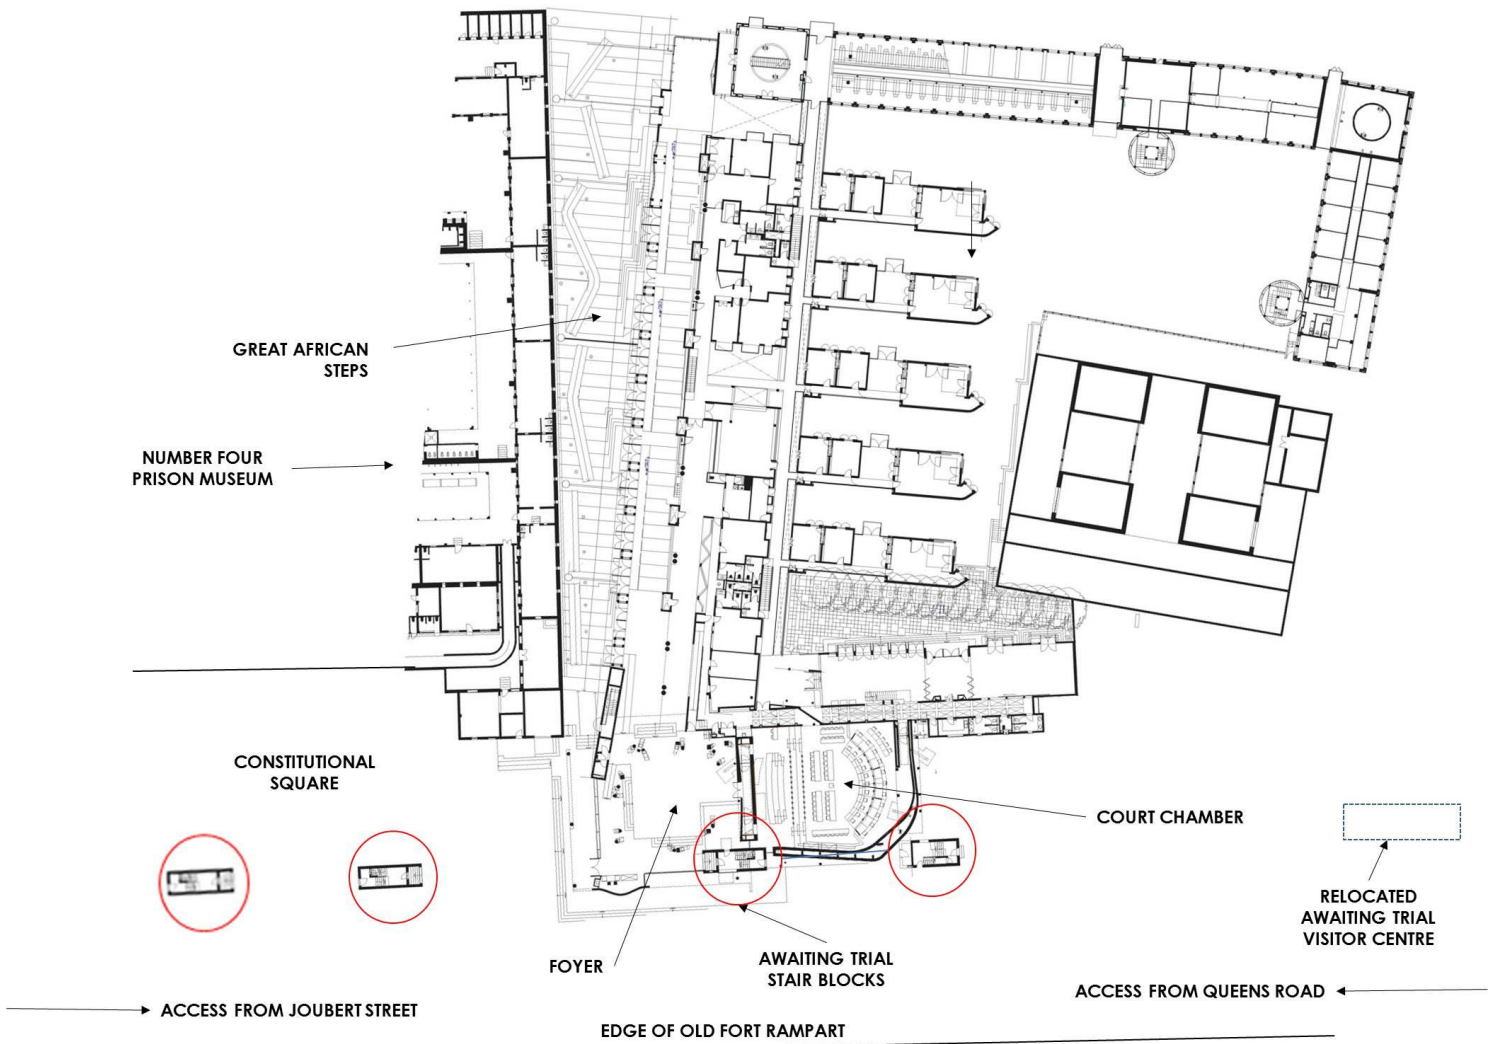 GREAT AFRICAN
STEPS
NUMBER FOUR
PRISON MUSEUM
CONSTITUTIONAL
SQUARE
COURT CHAMBER
RELOCATED
AWAITING TRIAL
VISITOR CENTRE
FOYER
AWAITING TRIAL
STAIR BLOCKS
ACCESS FROM JOUBERT STREET
ACCESS FROM QUEENS ROAD
EDGE OF OLD FORT RAMPART